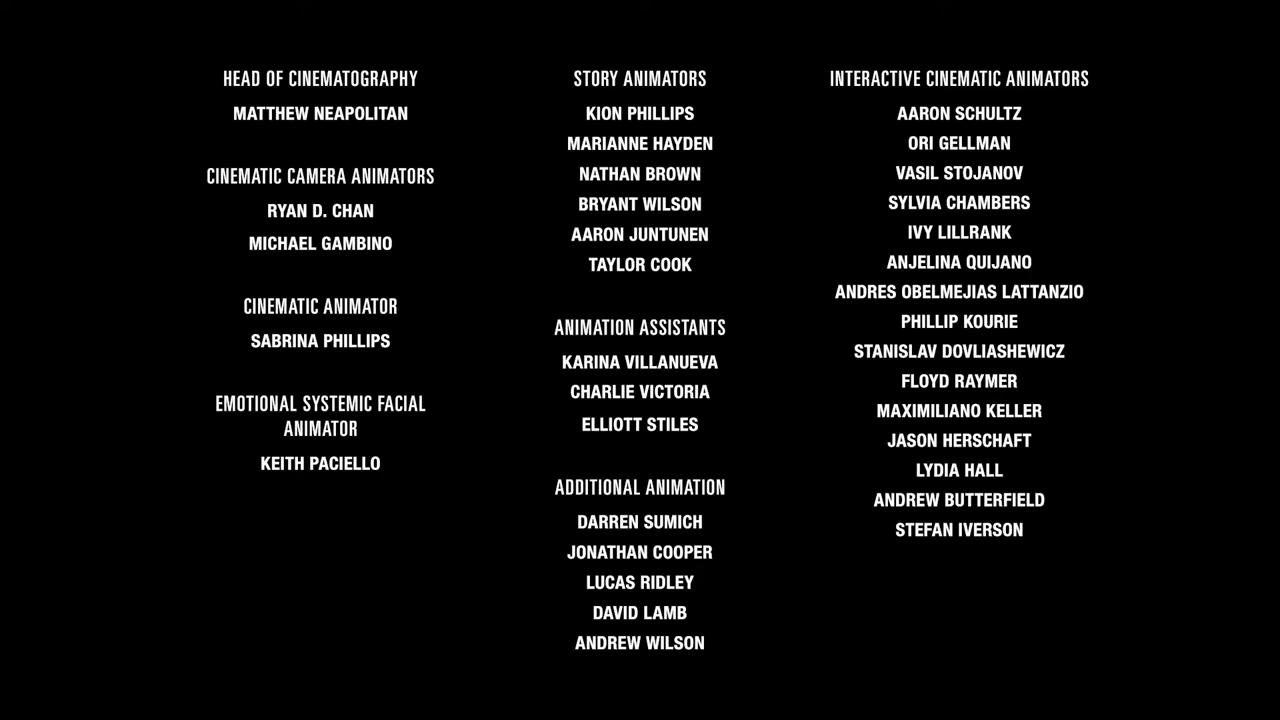 HEAD OF CINEMATOGRAPHY
MATTHEW NEAPOLITAN
CINEMATIC CAMERA ANIMATORS
RYAN D. CHAN
MICHAEL GAMBINO
CINEMATIC ANIMATOR
SABRINA PHILLIPS
EMOTIONAL SYSTEMIC FACIAL
ANIMATOR
KEITH PACIELLO
STORY ANIMATORS
KION PHILLIPS
MARIANNE HAYDEN
NATHAN BROWN
BRYANT WILSON
AARON JUNTUNEN
TAYLOR COOK
ANIMATION ASSISTANTS
KARINA VILLANUEVA
CHARLIE VICTORIA
ELLIOTT STILES
ADDITIONAL ANIMATION
DARREN SUMICH
JONATHAN COOPER
LUCAS RIDLEY
DAVID LAMB
ANDREW WILSON
INTERACTIVE CINEMATIC ANIMATORS
AARON SCHULTZ
ORI GELLMAN
VASIL STOJANOV
SYLVIA CHAMBERS
IVY LILLRANK
ANJELINA QUIJANO
ANDRES OBELMEJIAS LATTANZIO
PHILLIP KOURIE
STANISLAV DOVLIASHEWICZ
FLOYD RAYMER
MAXIMILIANO KELLER
JASON HERSCHAFT
LYDIA HALL
ANDREW BUTTERFIELD
STEFAN IVERSON